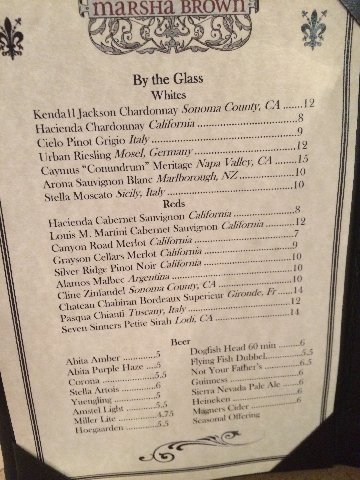 MARSHA BROWN
By the Glass
Whites
Kendall Jackson Chardonnay Sonoma County, CA .......12
Hacienda Chardonnay California ..........................8
Cielo Pinot Grigio Italy ....................................9
Urban Riesling Mosel, Germany ..........................12
Caymus "Conundrum" Meritage Napa Valley, CA .......15
Arona Sauvignon Blanc Marlborough, NZ ................10
Stella Moscato Sicily, Italy ................................10
Reds
Hacienda Cabernet Sauvignon California .................8
Louis M. Martini Cabernet Sauvignon California ..........12
Canyon Road Merlot California ............................7
Grayson Cellars Merlot California .........................9
Silver Ridge Pinot Noir California .........................10
Alamos Malbec Argentina .................................10
Cline Zinfandel Sonoma County, CA ......................10
Chateau Chabiran Bordeaux Superieur Gironde, Fr ......14
Pasqua Chianti Tuscany, Italy .............................12
Seven Sinners Petite Sirah Lodi, CA ......................14
Beer
Abita Amber ............5
Abita Purple Haze ....5
Corona ..................5.5
Stella Artois ............6
Yuengling ...............5
Amstel Light ...........5.5
Miller Lite ..............4.75
Hoegaarden ............5.5
Dogfish Head 60 min ........6
Flying Fish Dubbel...........5.5
Not Your Father's ............6.5
Guinness .......................6
Sierra Nevada Pale Ale ......6
Heineken ......................6
Magners Cider ................6
Seasonal Offering